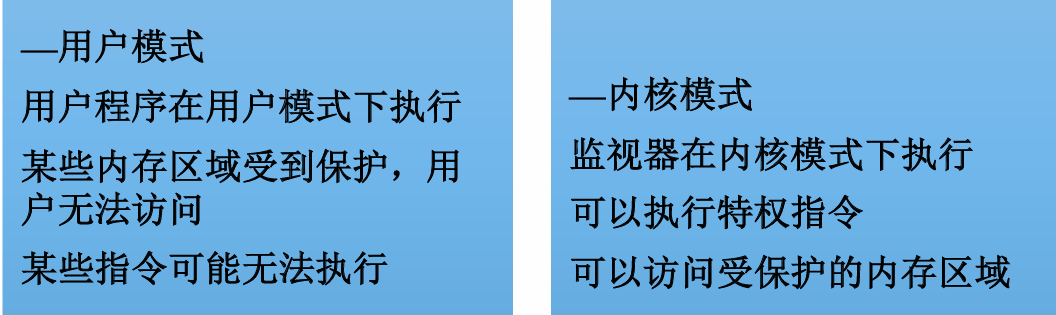 —用户模式
用户程序在用户模式下执行
某些内存区域受到保护，用
户无法访问
某些指令可能无法执行
—内核模式
监视器在内核模式下执行
可以执行特权指令
可以访问受保护的内存区域